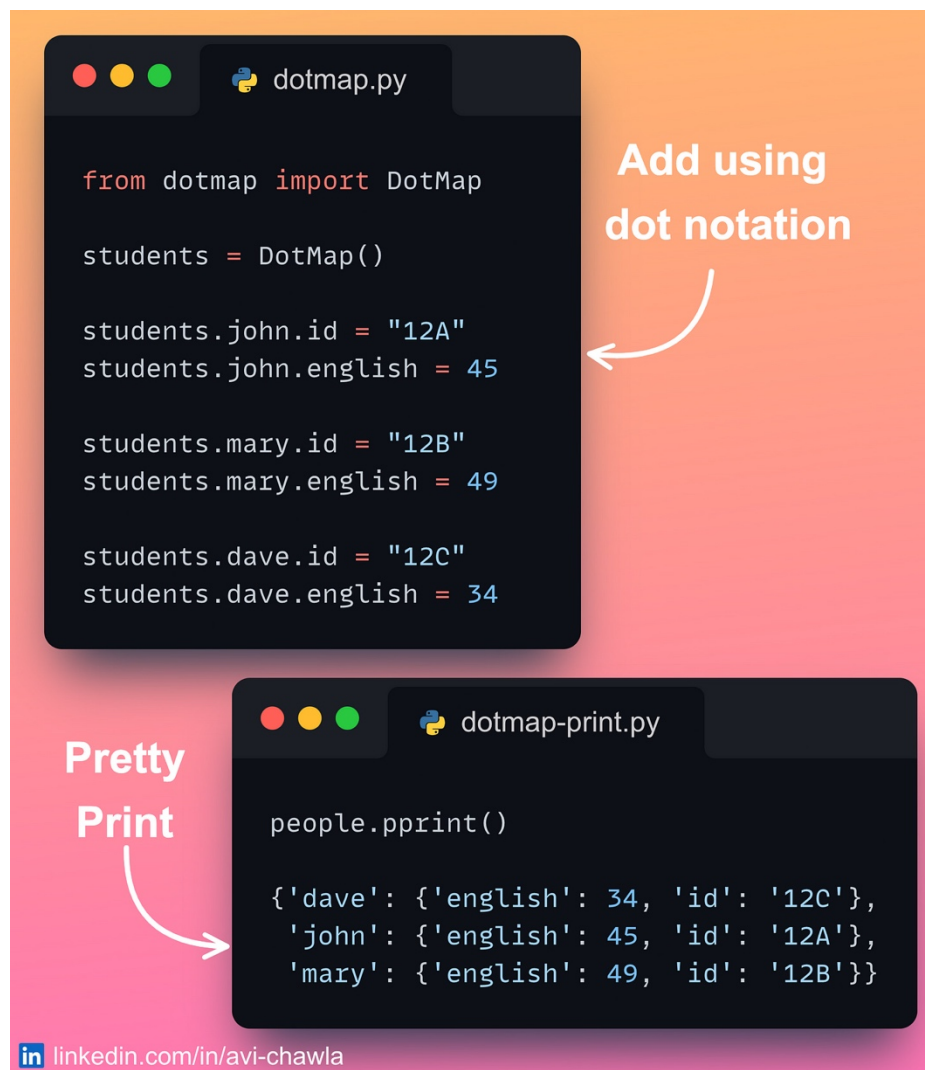 dotmap.py
from dotmap import DotMap
students = DotMap()
students.john.id = "12A"
students.john.english = 45
students.mary.id = "12B"
students.mary.english = 49
students.dave.id = "12C"
students.dave.english = 34
Add using
dot notation
dotmap-print.py
Pretty
Print
people.pprint()
{'dave': {'english': 34, 'id': '12C'},
 'john': {'english': 45, 'id': '12A'},
 'mary': {'english': 49, 'id': '12B'}}
in linkedin.com/in/avi-chawla